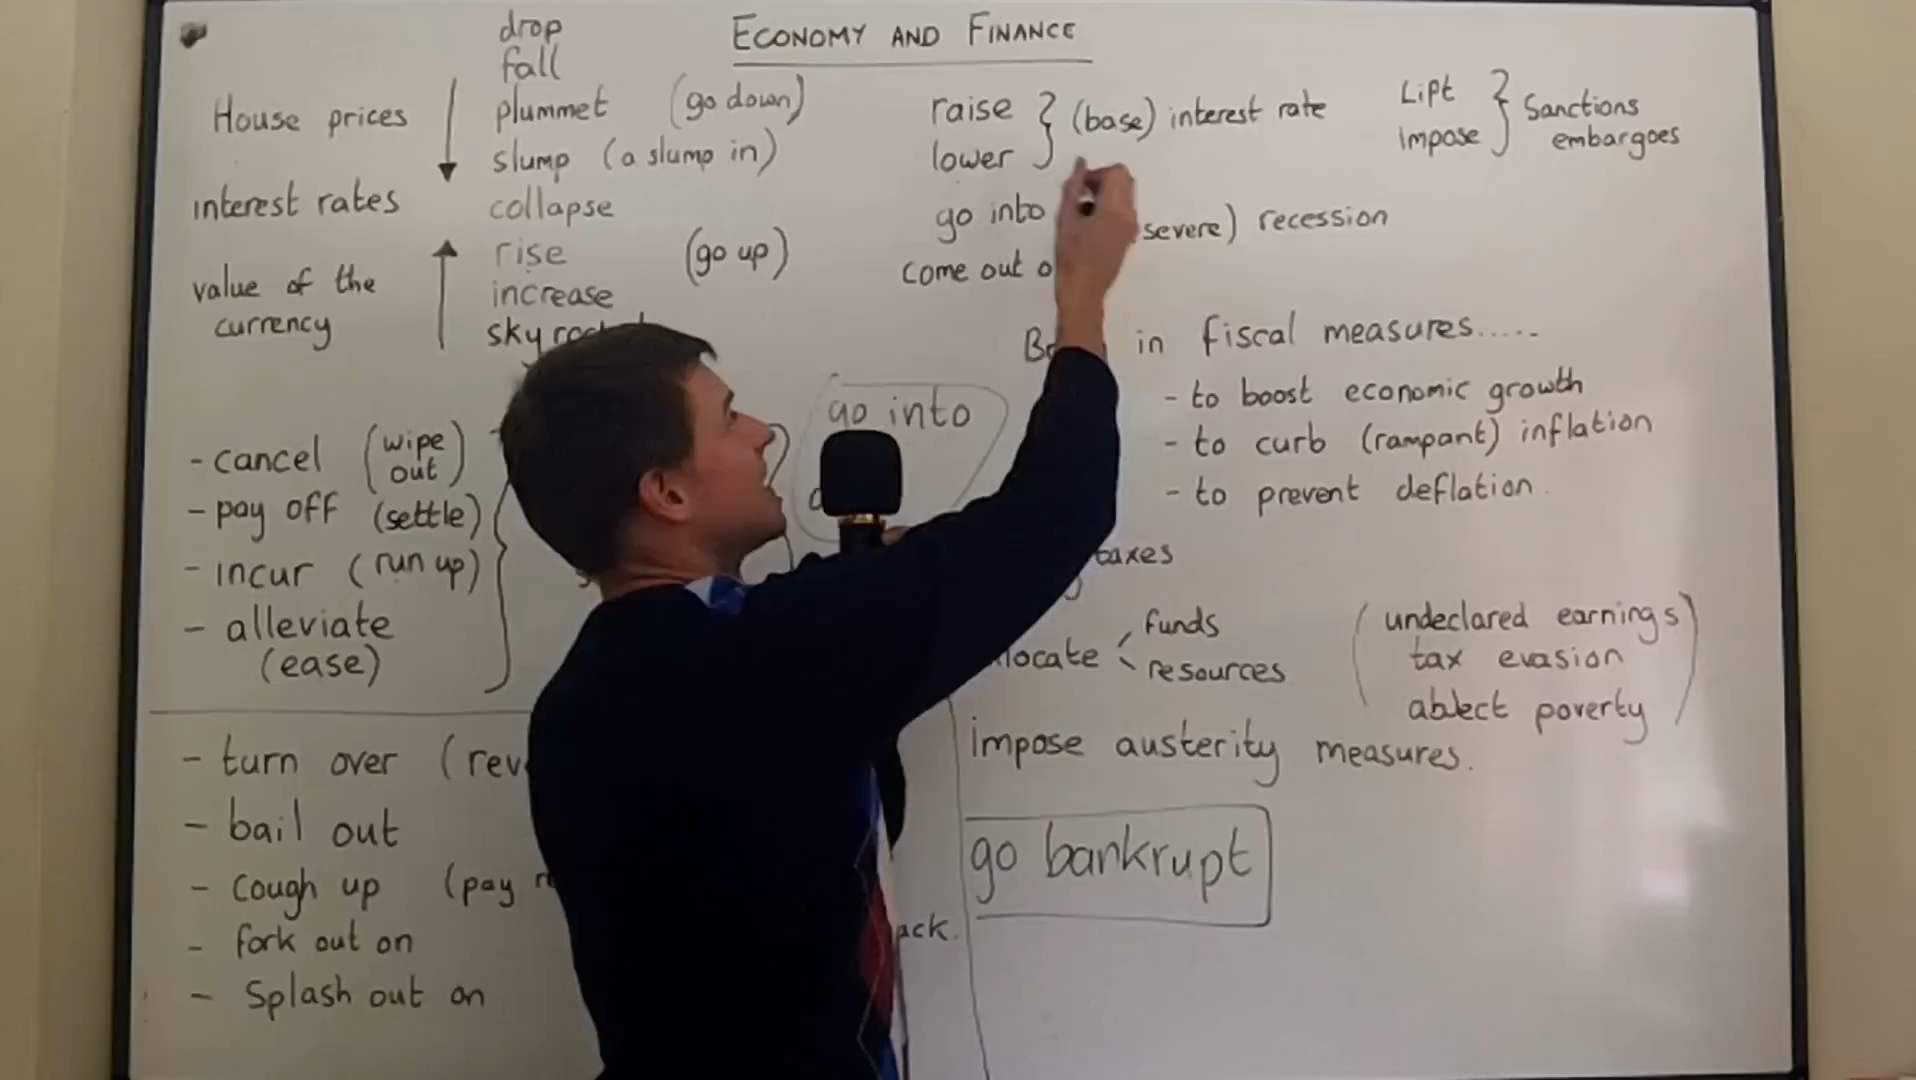 ECONOMY AND FINANCE
drop
fall
House prices
plummet (go down)
slump (a slump in)
interest rates
collapse
rise (go up)
value of the
currency
increase
raise
lower
(base) interest rate
Lift
Impose
Sanctions
embargoes
go into
severe) recession
come out
in fiscal measures.....
- to boost economic growth
- to curb (rampant) inflation
- to prevent deflation.
go into
- cancel (wipe
out)
- pay off (settle)
- incur (run up)
- alleviate
(ease)
taxes
funds
resources
(undeclared earnings
tax evasion
abject poverty)
impose austerity measures.
go bankrupt
- turn over
- bail out
- cough up (pay
- fork out on
- Splash out on